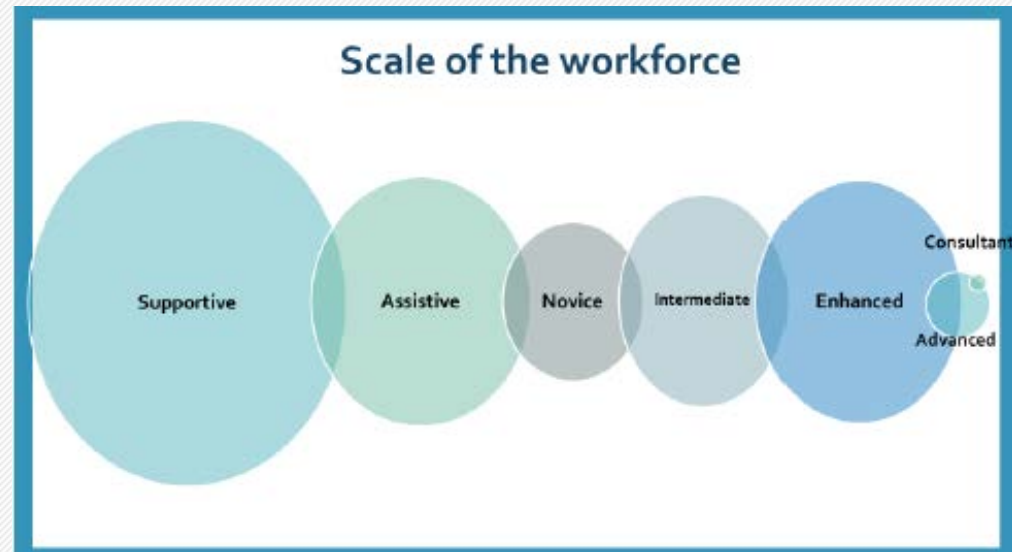 Scale of the workforce
Supportive
Assistive
Novice
Intermediate
Enhanced
Consultant
Advanced